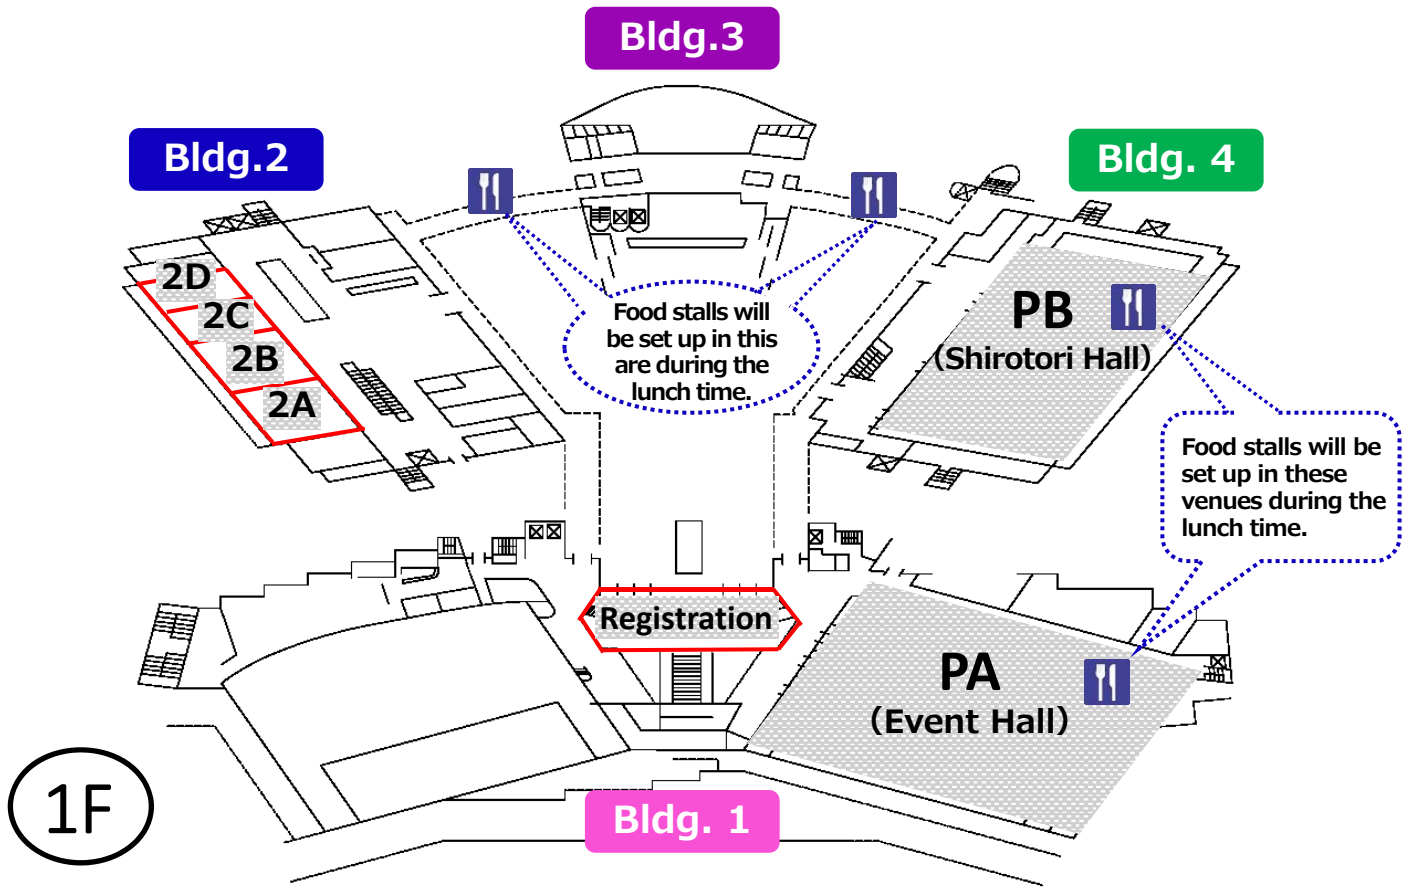 Bldg.3
Bldg.2
Bldg. 4
2D
2C
2B
2A
Food stalls will
be set up in this
are during the
lunch time.
PB
(Shirotori Hall)
Food stalls will be
set up in these
venues during the
lunch time.
Registration
PA
(Event Hall)
1F
Bldg. 1